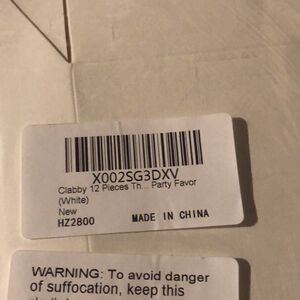 X002SG3DXV
Clabby 12 Pieces Th... Party Favor
(White)
New
HZ2800 MADE IN CHINA
WARNING: To avoid danger
of suffocation, keep this